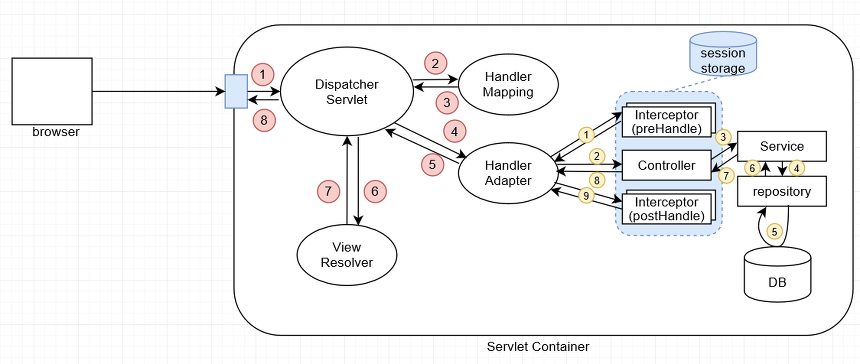 browser
1
8
Dispatcher
Servlet
2
3
Handler
Mapping
4
5
7
6
View
Resolver
Handler
Adapter
session
storage
1
2
8
9
Interceptor
(preHandle)
Controller
Interceptor
(postHandle)
3
7
Service
6
4
repository
5
DB
Servlet Container